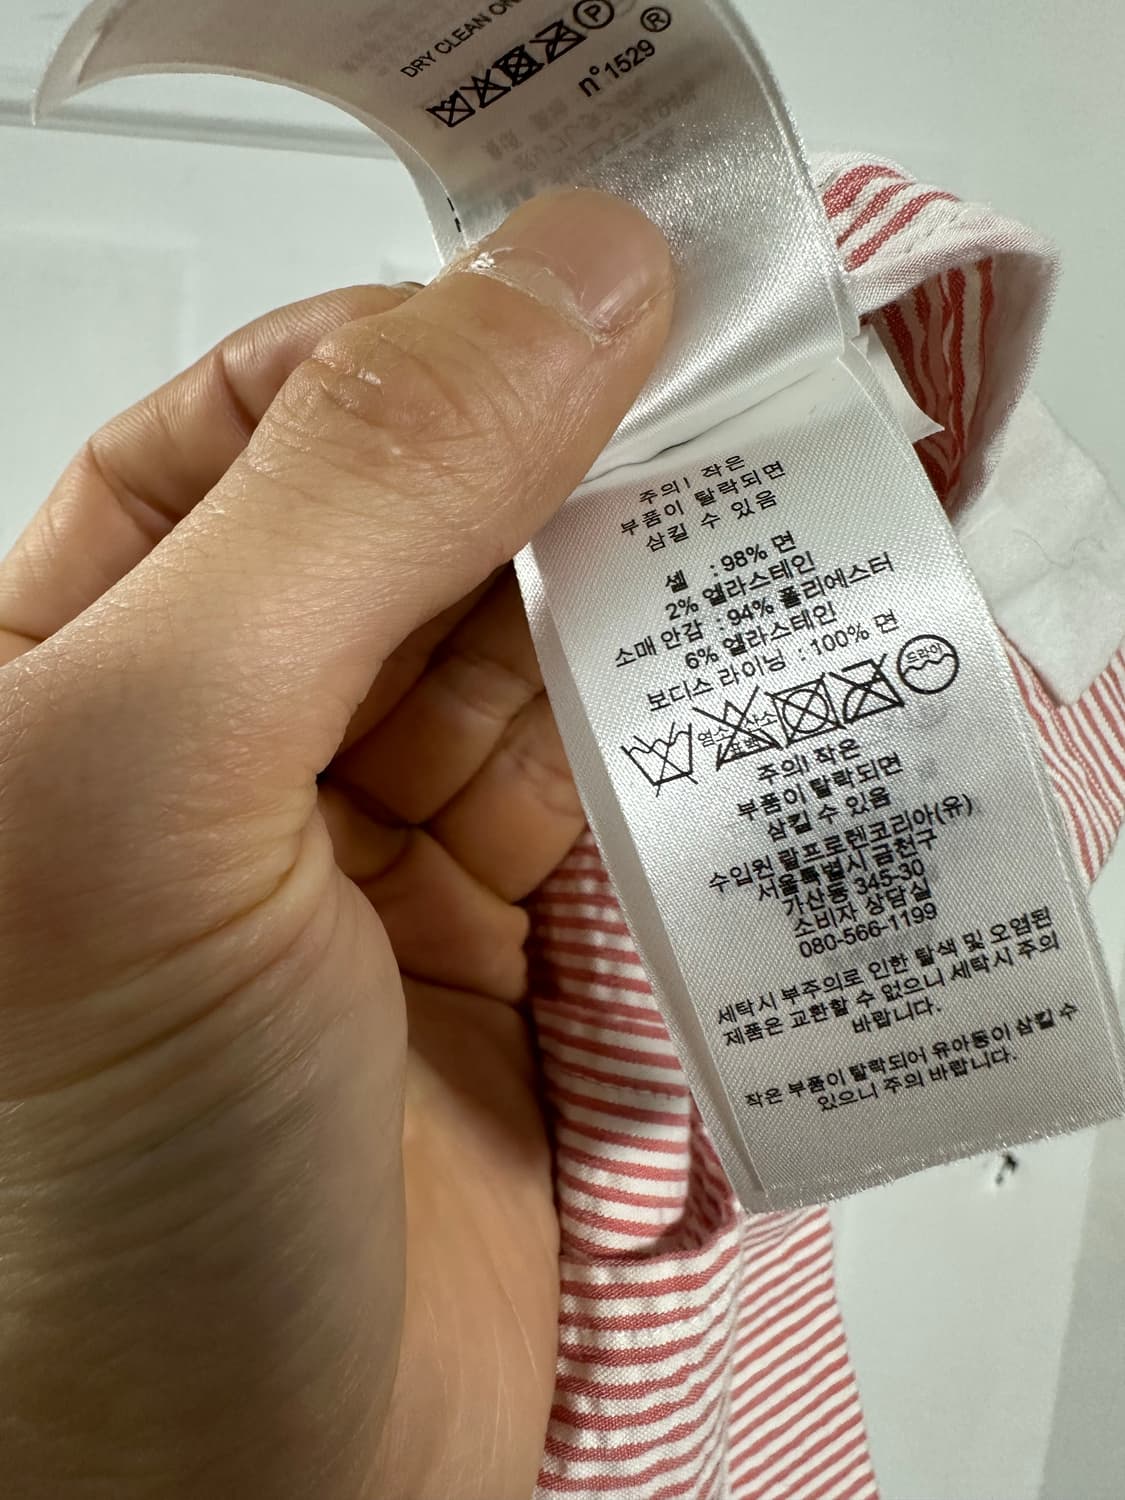 DRY CLEAN
P
n°1529 ®
주의! 작은
부품이 탈락되면
삼킬 수 있음
셸 : 98% 면
2% 엘라스테인
소매 안감 : 94% 폴리에스터
6% 엘라스테인
보디스 라이닝 : 100% 면
염소 산소
표백
드라이
주의! 작은
부품이 탈락되면
삼킬 수 있음
수입원 랄프로렌코리아(유)
서울특별시 금천구
가산동 345-30
소비자 상담실
080-566-1199
세탁시 부주의로 인한 탈색 및 오염된
제품은 교환할 수 없으니 세탁시 주의
바랍니다.
작은 부품이 탈락되어 유아동이 삼킬 수
있으니 주의 바랍니다.